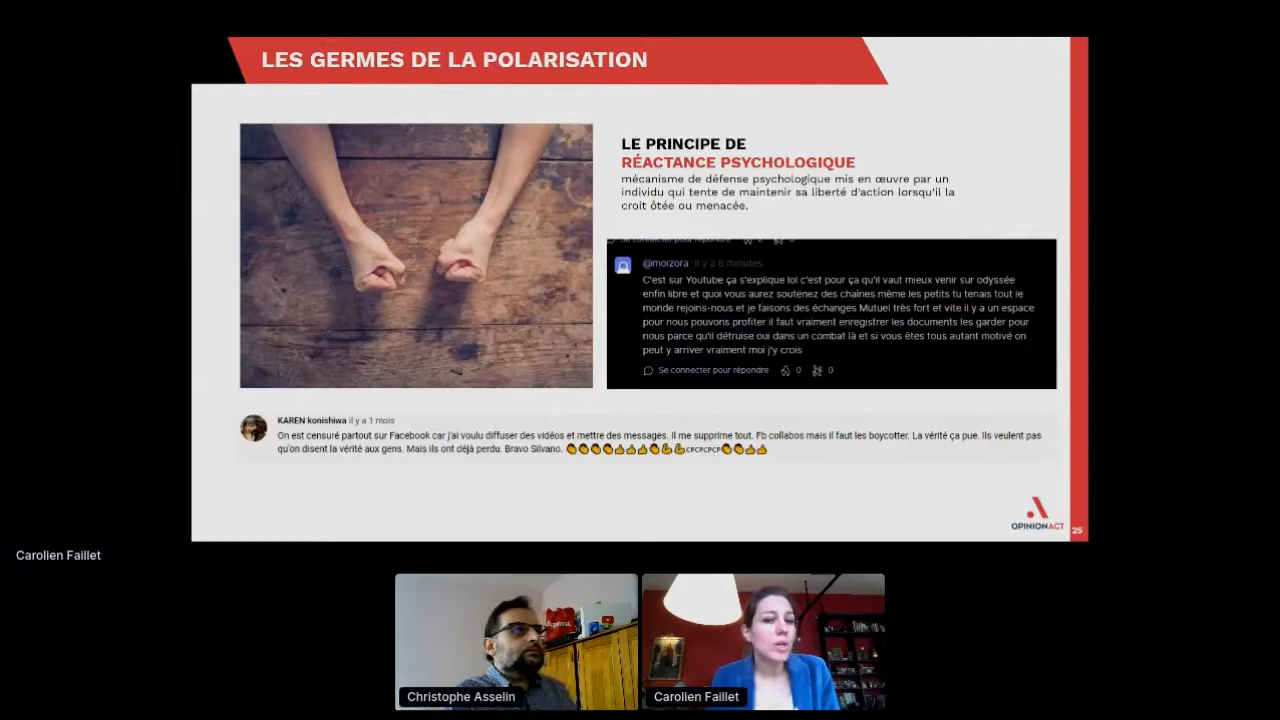 LES GERMES DE LA POLARISATION
LE PRINCIPE DE
RÉACTANCE PSYCHOLOGIQUE
mécanisme de défense psychologique mis en œuvre par un
individu qui tente de maintenir sa liberté d'action lorsqu'il la
croit ôtée ou menacée.
Se connecter pour répondre
@moizora il y a 8 minutes
C'est sur Youtube ça s'explique lol c'est pour ça qu'il vaut mieux venir sur odyssée
enfin libre et quoi vous aurez soutenez des chaînes même les petits tu tenais tout le
monde rejoins-nous et je faisons des échanges Mutuel très fort et vite il y a un espace
pour nous pouvons profiter il faut vraiment enregistrer les documents les garder pour
nous parce qu'il détruise oui dans un combat là et si vous êtes tous autant motivé on
peut y arriver vraiment moi j'y crois
Se connecter pour répondre 0 0
KAREN konishiwa il y a 1 mois
On est censuré partout sur Facebook car j'ai voulu diffuser des vidéos et mettre des messages. Il me supprime tout. Fb collabos mais il faut les boycotter. La vérité ça pue. Ils veulent pas
qu'on disent la vérité aux gens. Mais ils ont déjà perdu. Bravo Silvano. 👏👏👏👏👍👍👍👏💪💪CPCPCPCP👏👏👍👍
OPINIONACT
25
Carolien Faillet
Christophe Asselin
Carolien Faillet